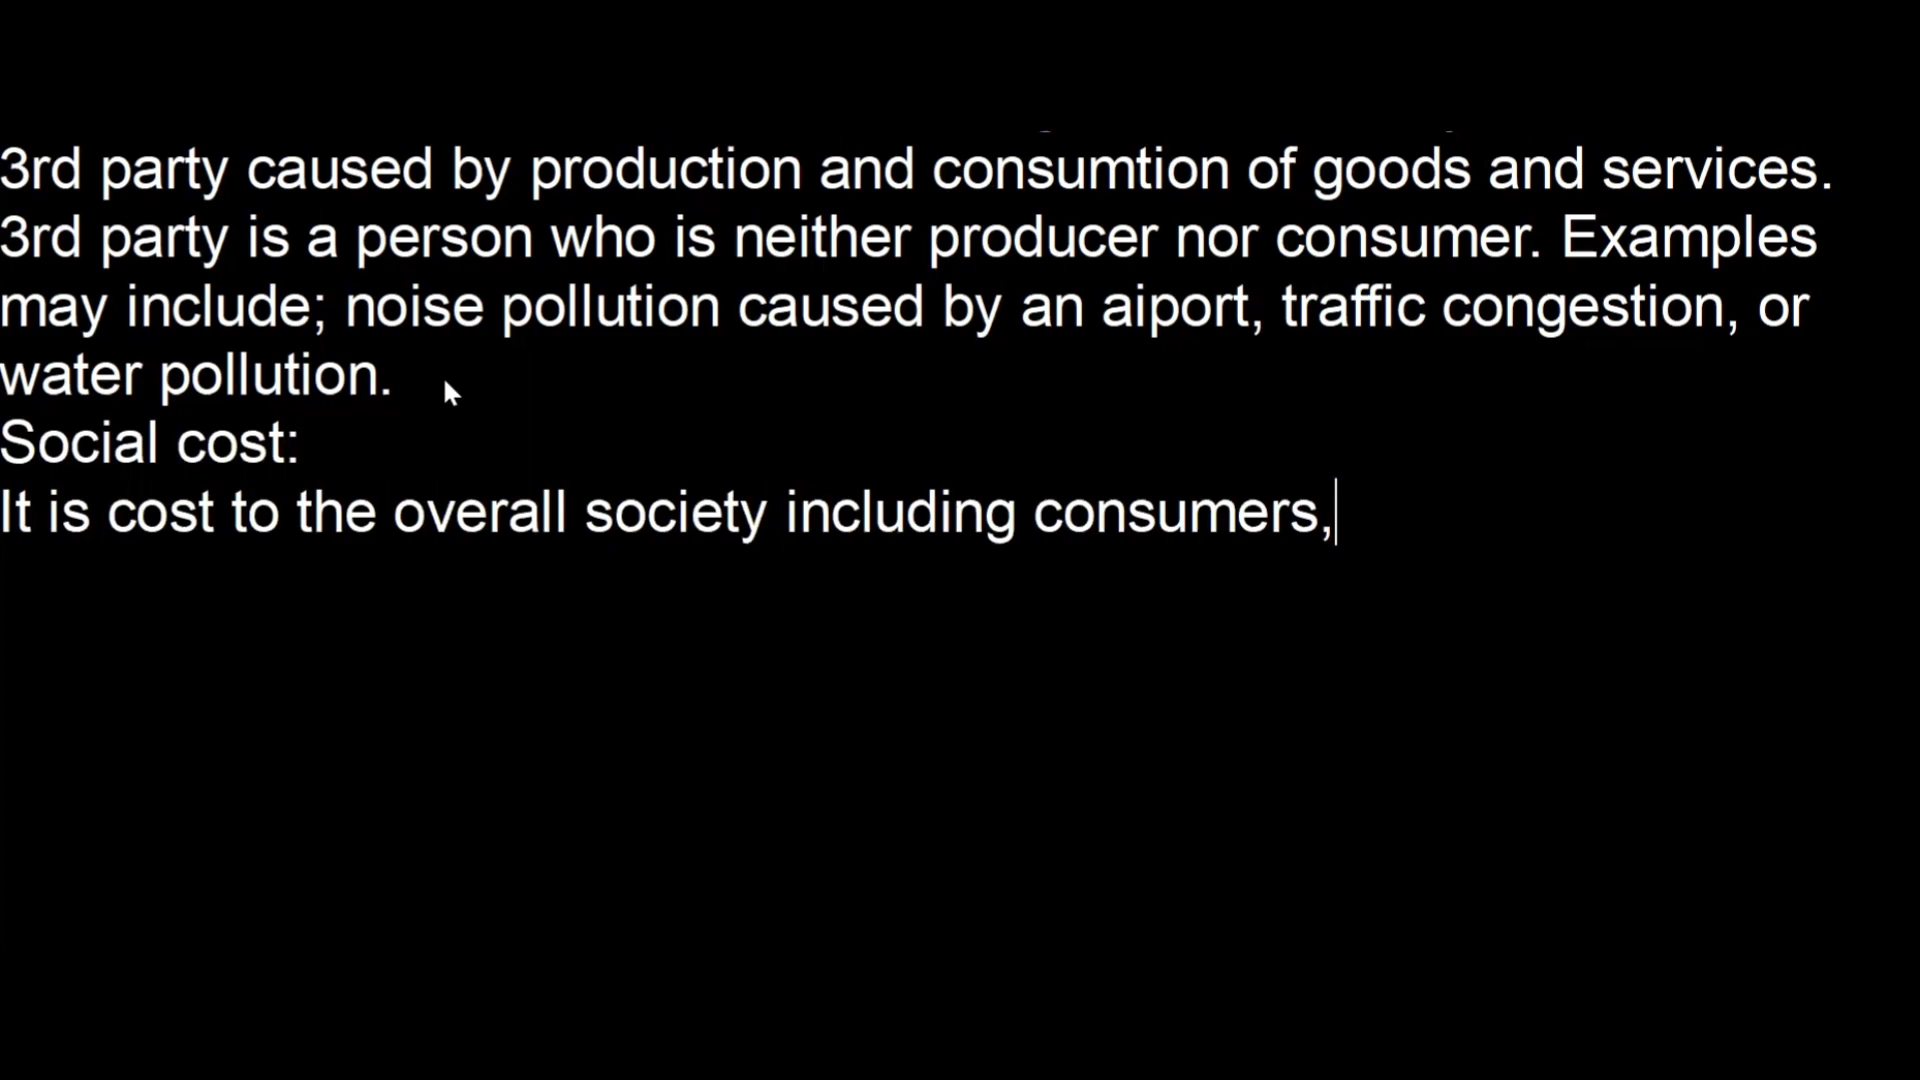 3rd party caused by production and consumtion of goods and services.
3rd party is a person who is neither producer nor consumer. Examples
may include; noise pollution caused by an aiport, traffic congestion, or
water pollution.
Social cost:
It is cost to the overall society including consumers,